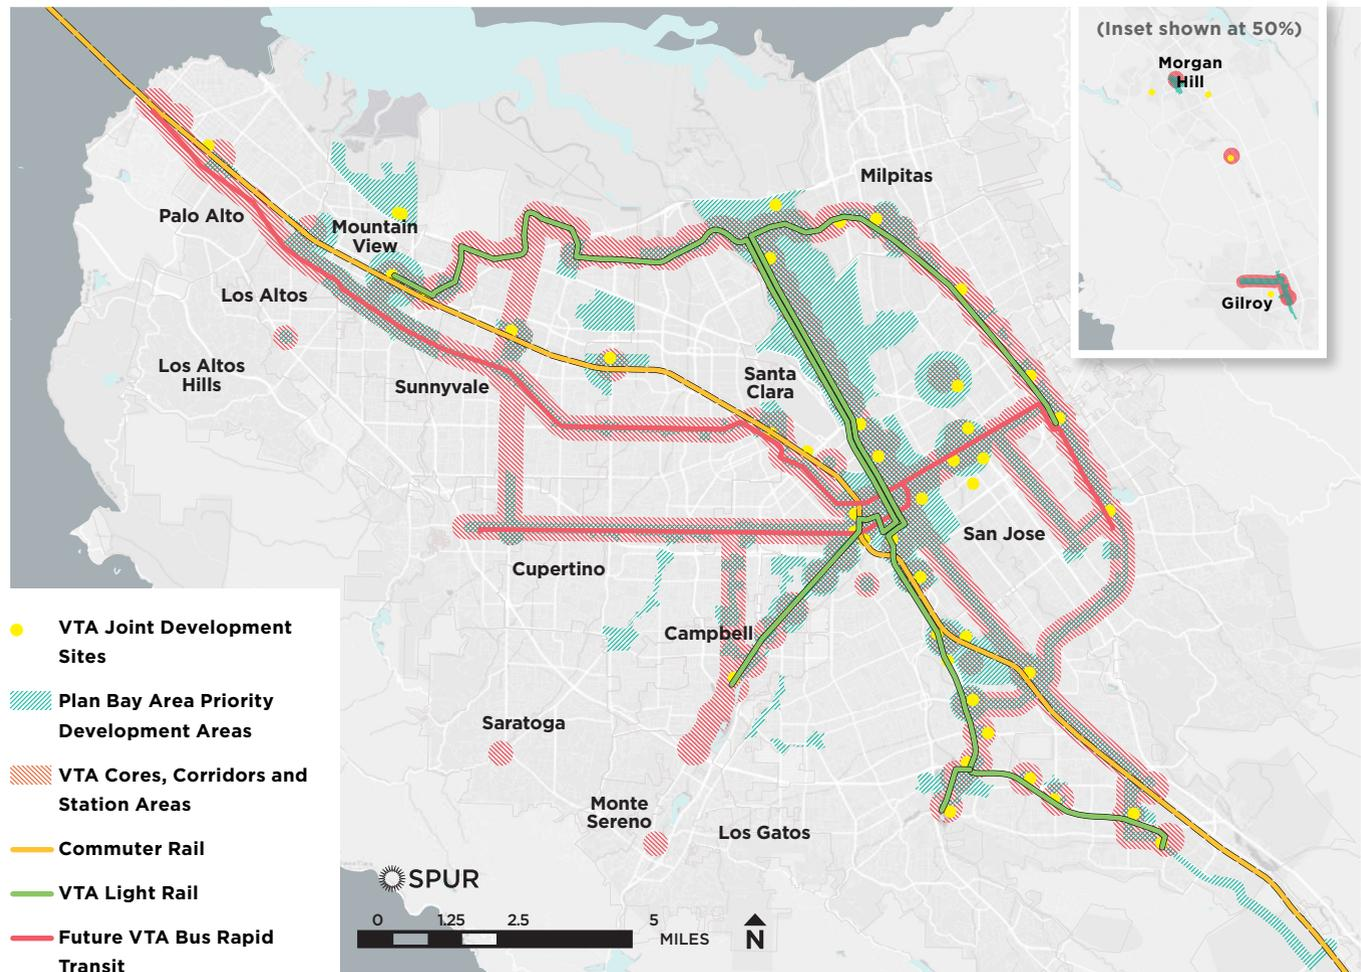 (Inset shown at 50%)
Morgan
Hill
Gilroy
Milpitas
Palo Alto
Mountain
View
Los Altos
Los Altos
Hills
Sunnyvale
Santa
Clara
San Jose
Cupertino
Campbell
Saratoga
Monte
Sereno
Los Gatos
VTA Joint Development
Sites
Plan Bay Area Priority
Development Areas
VTA Cores, Corridors and
Station Areas
Commuter Rail
VTA Light Rail
Future VTA Bus Rapid
Transit
SPUR
0 1.25 2.5 5
MILES
N